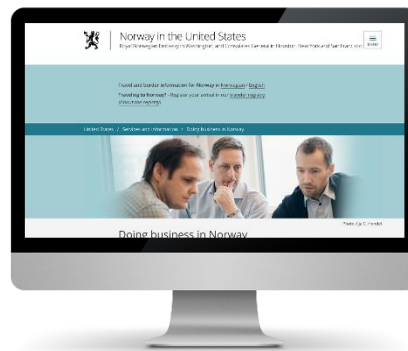 Norway in the United States
Royal Norwegian Embassy in Washington, and Consulates General in Houston, New York and San Francisco
MENU
Travel and border information for Norway in Norwegian / English
Traveling to Norway? - Register your arrival in our
United States / Services and information / Doing business in Norway
Photo:
Doing business in Norway